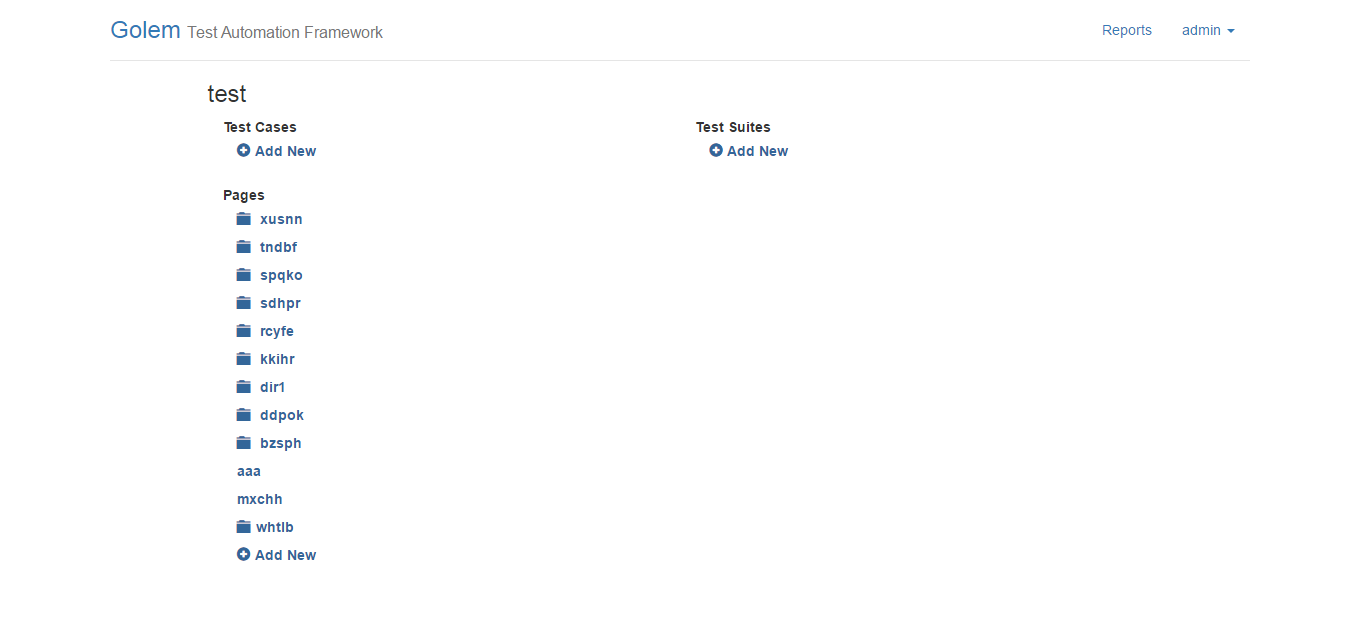 Golem Test Automation Framework
Reports admin
test
Test Cases
Add New
Test Suites
Add New
Pages
xusnn
tndbf
spqko
sdhpr
rcyfe
kkihr
dir1
ddpok
bzsph
aaa
mxchh
whtlb
Add New